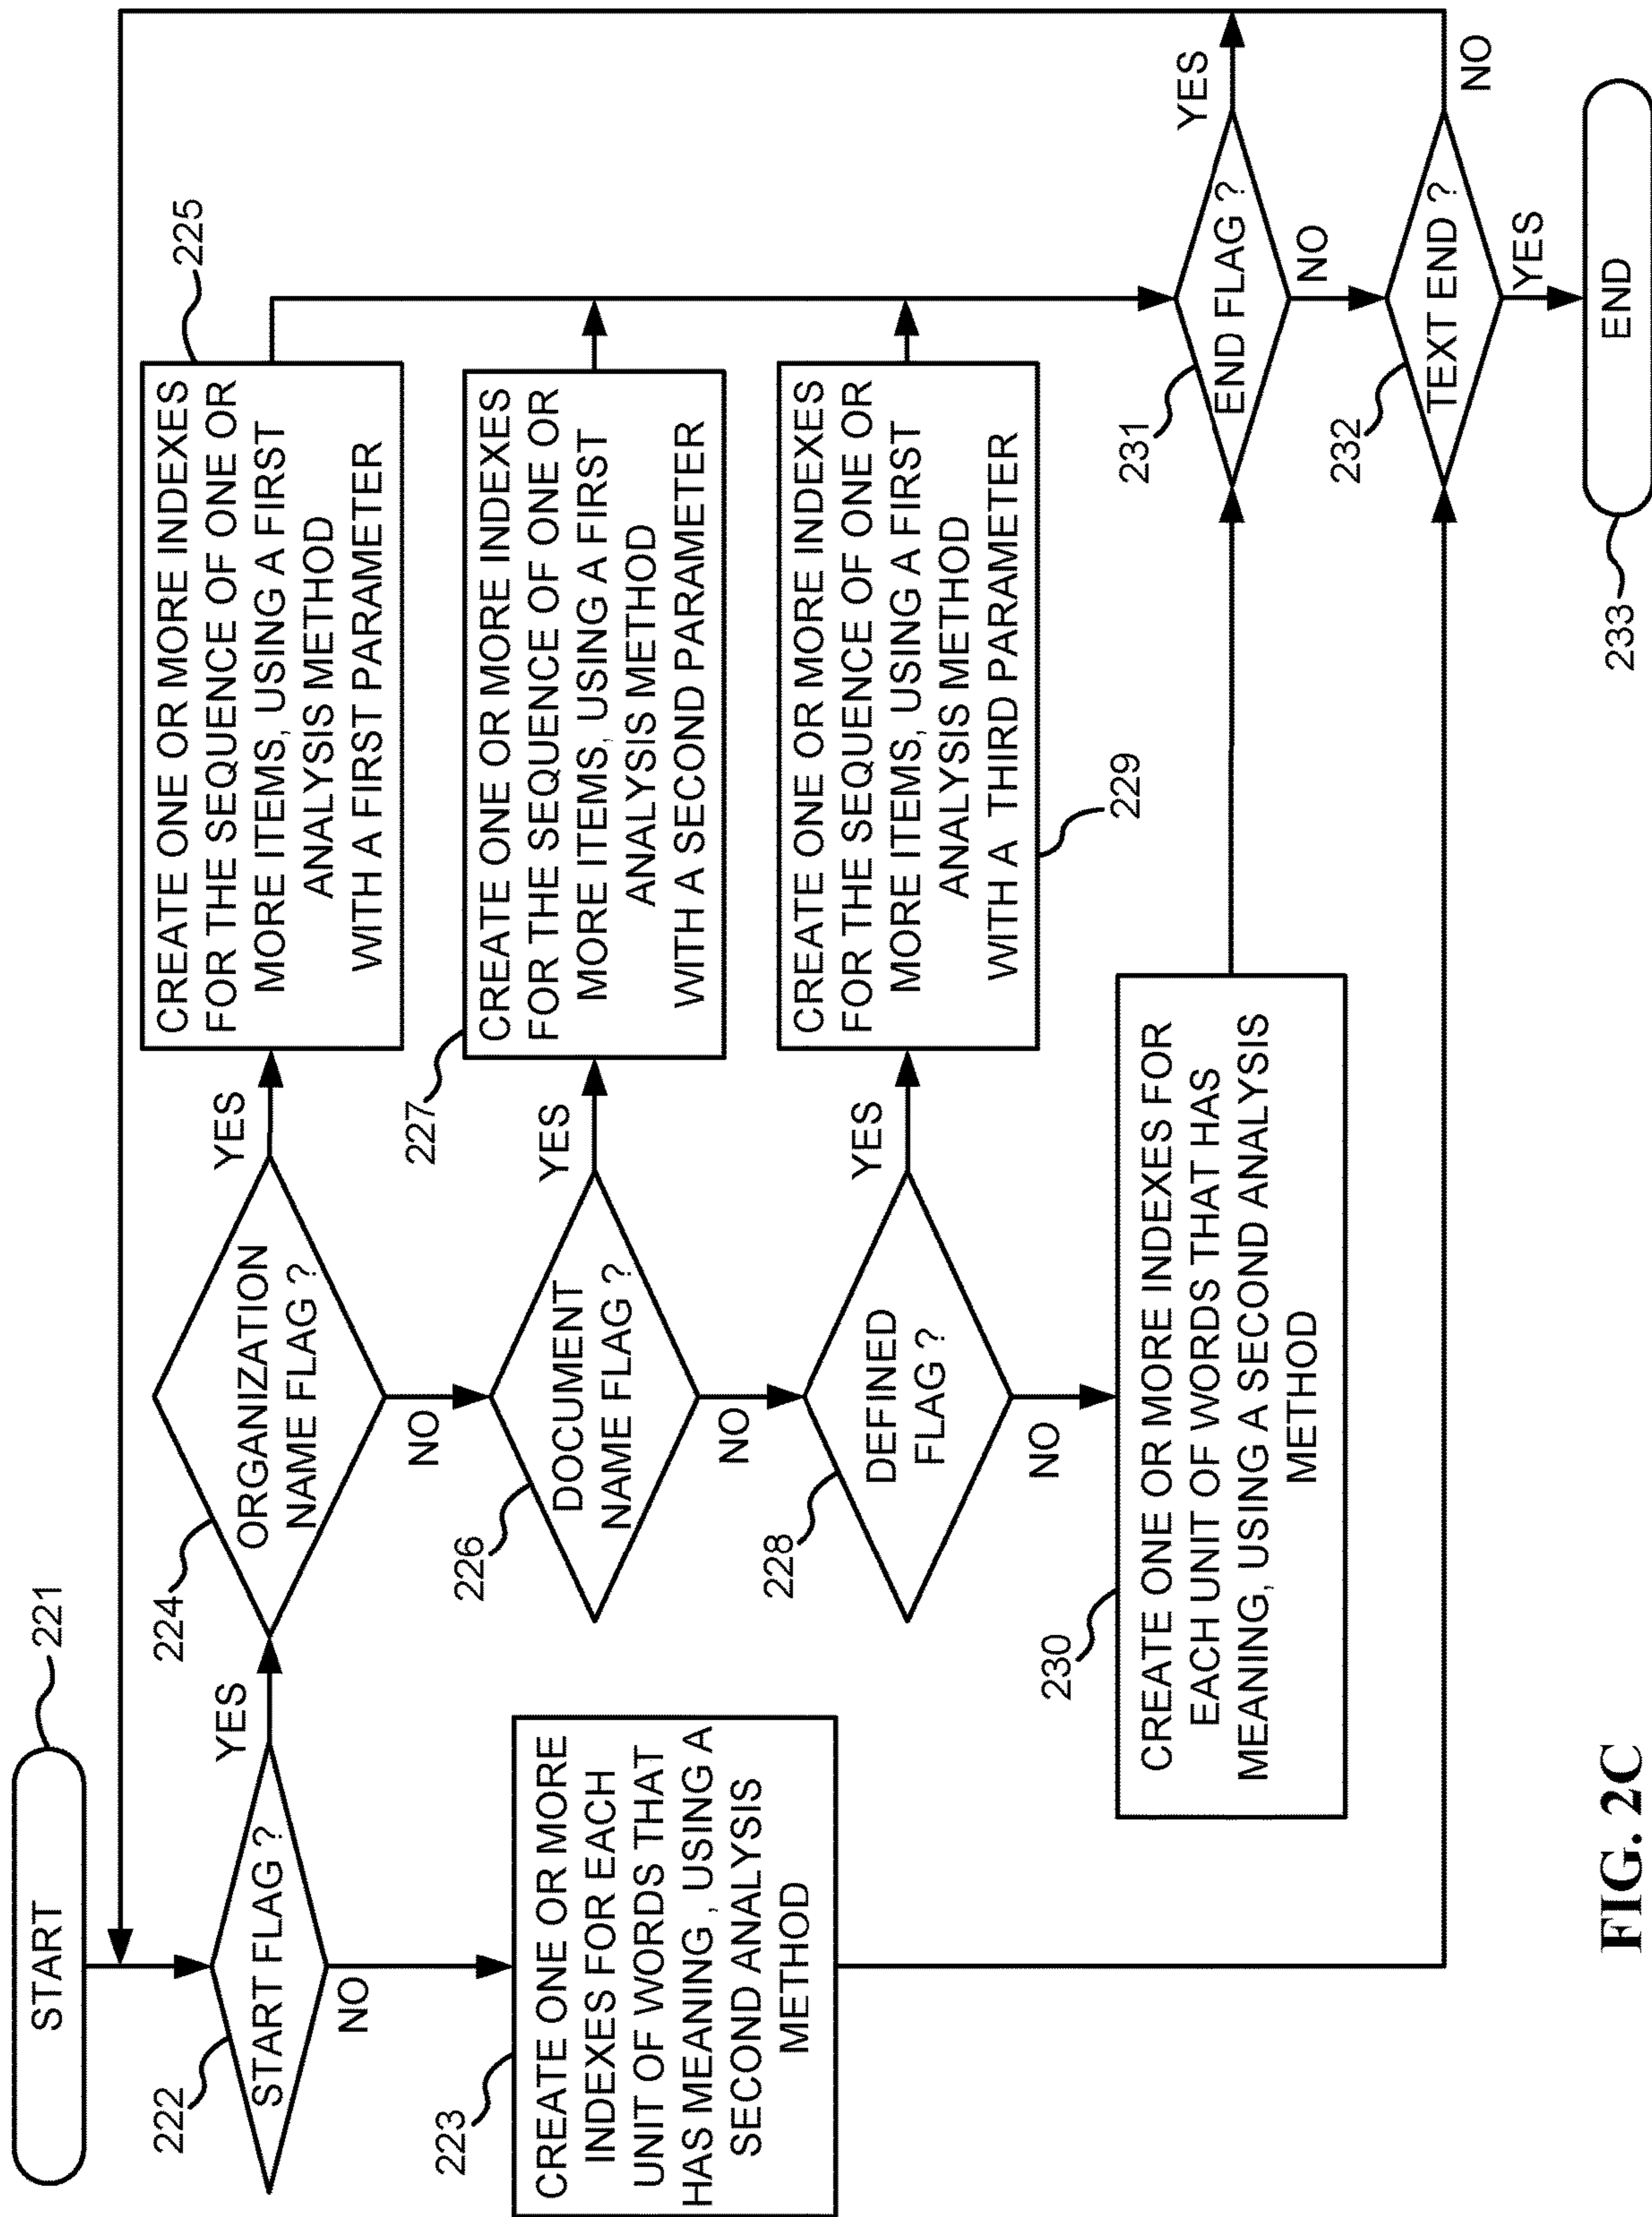 START
221
222
START FLAG ?
YES
NO
223
CREATE ONE OR MORE
INDEXES FOR EACH
UNIT OF WORDS THAT
HAS MEANING , USING A
SECOND ANALYSIS
METHOD
224
ORGANIZATION
NAME FLAG ?
YES
NO
225
CREATE ONE OR MORE INDEXES
FOR THE SEQUENCE OF ONE OR
MORE ITEMS, USING A FIRST
ANALYSIS METHOD
WITH A FIRST PARAMETER
226
DOCUMENT
NAME FLAG ?
YES
NO
227
CREATE ONE OR MORE INDEXES
FOR THE SEQUENCE OF ONE OR
MORE ITEMS, USING A FIRST
ANALYSIS METHOD
WITH A SECOND PARAMETER
228
DEFINED
FLAG ?
YES
NO
CREATE ONE OR MORE INDEXES
FOR THE SEQUENCE OF ONE OR
MORE ITEMS, USING A FIRST
ANALYSIS METHOD
WITH A THIRD PARAMETER
229
230
CREATE ONE OR MORE INDEXES FOR
EACH UNIT OF WORDS THAT HAS
MEANING, USING A SECOND ANALYSIS
METHOD
231
END FLAG ?
YES
NO
232
TEXT END ?
NO
YES
END
233
FIG. 2C